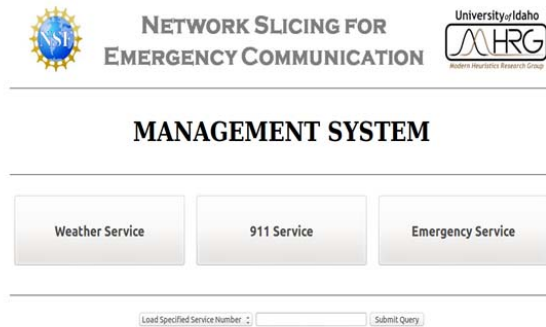 NSF
NETWORK SLICING FOR
EMERGENCY COMMUNICATION
University of Idaho
MHRG
Modern Heuristics Research Group
MANAGEMENT SYSTEM
Weather Service
911 Service
Emergency Service
Load Specified Service Number
Submit Query